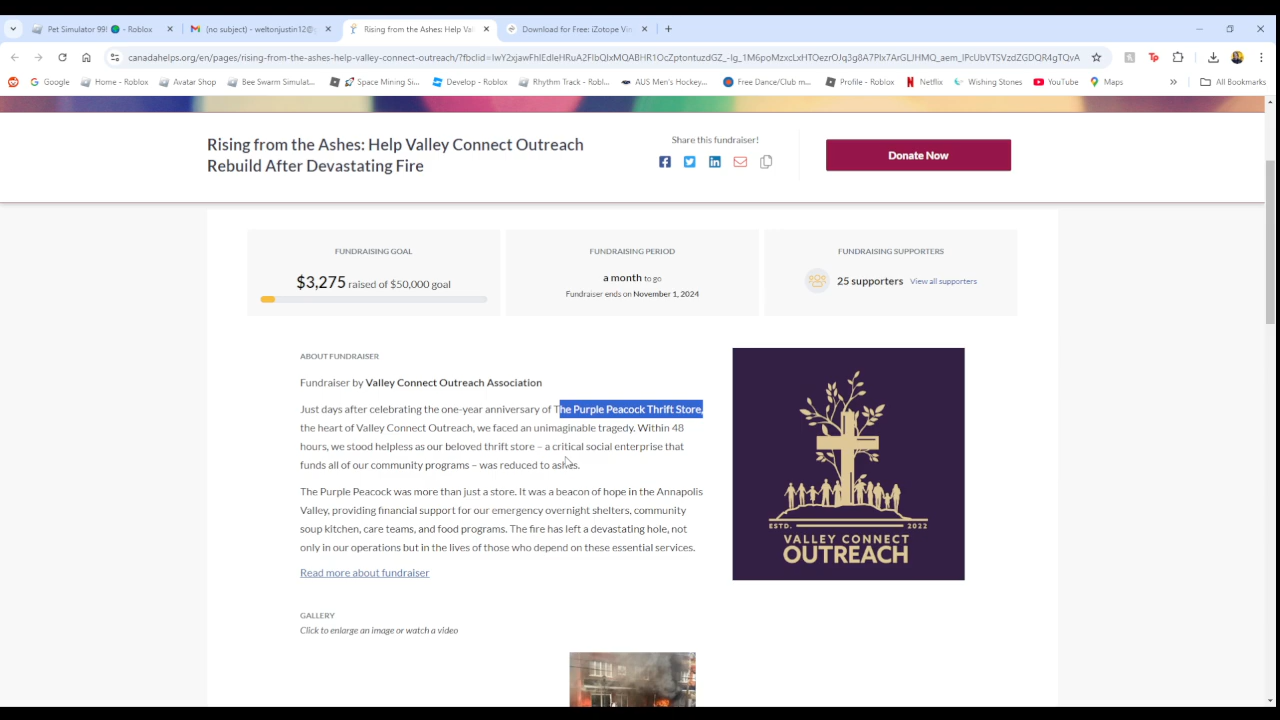 Pet Simulator 99! - Roblox
(no subject) - weltonjustin12@
Rising from the Ashes: Help Val
Download for Free: iZotope Vin
canadahelps.org/en/pages/rising-from-the-ashes-help-valley-connect-outreach/?fbclid=
Google
Home - Roblox
Avatar Shop
Bee Swarm Simulat...
Space Mining Si...
Develop - Roblox
Rhythm Track - Robl...
AUS Men's Hockey...
Free Dance/Club m...
Profile - Roblox
Netflix
Wishing Stones
YouTube
Maps
All Bookmarks
Rising from the Ashes: Help Valley Connect Outreach
Rebuild After Devastating Fire
Share this fundraiser!
Donate Now
FUNDRAISING GOAL
$3,275 raised of $50,000 goal
FUNDRAISING PERIOD
a month to go
Fundraiser ends on November 1, 2024
FUNDRAISING SUPPORTERS
25 supporters View all supporters
ABOUT FUNDRAISER
Fundraiser by Valley Connect Outreach Association
Just days after celebrating the one-year anniversary of The Purple Peacock Thrift Store,
the heart of Valley Connect Outreach, we faced an unimaginable tragedy. Within 48
hours, we stood helpless as our beloved thrift store – a critical social enterprise that
funds all of our community programs – was reduced to ashes.
The Purple Peacock was more than just a store. It was a beacon of hope in the Annapolis
Valley, providing financial support for our emergency overnight shelters, community
soup kitchen, care teams, and food programs. The fire has left a devastating hole, not
only in our operations but in the lives of those who depend on these essential services.
Read more about fundraiser
ESTD. 2022
VALLEY CONNECT
OUTREACH
GALLERY
Click to enlarge an image or watch a video